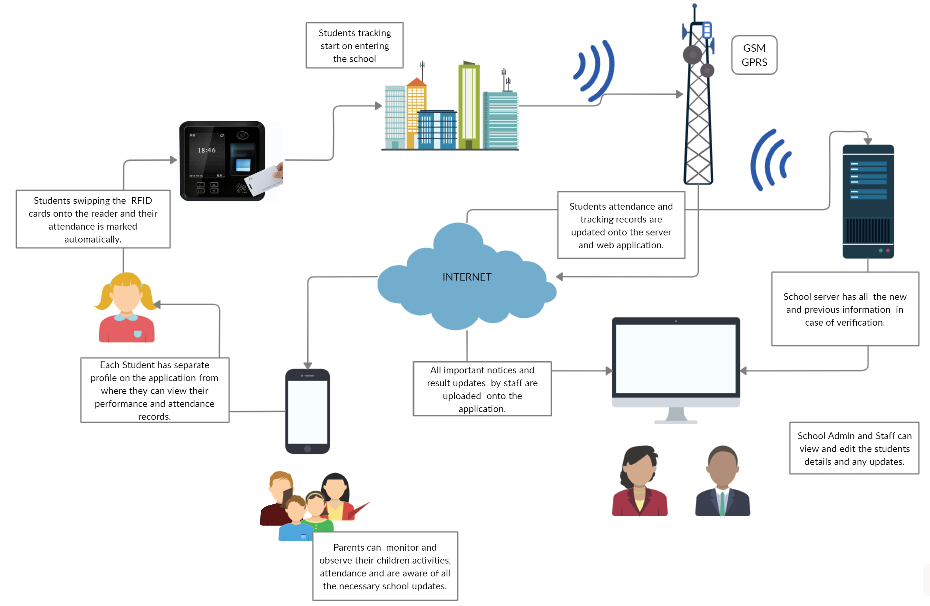 Students tracking
start on entering
the school
GSM
GPRS
18:46
Students swipping the RFID
cards onto the reader and their
attendance is marked
automatically.
Students attendance and
tracking records are
updated onto the server
and web application.
INTERNET
School server has all the new
and previous information in
case of verification.
Each Student has separate
profile on the application from
where they can view their
performance and attendance
records.
All important notices and
result updates by staff are
uploaded onto the
application.
School Admin and Staff can
view and edit the students
details and any updates.
Parents can monitor and
observe their children activities,
attendance and are aware of all
the necessary school updates.